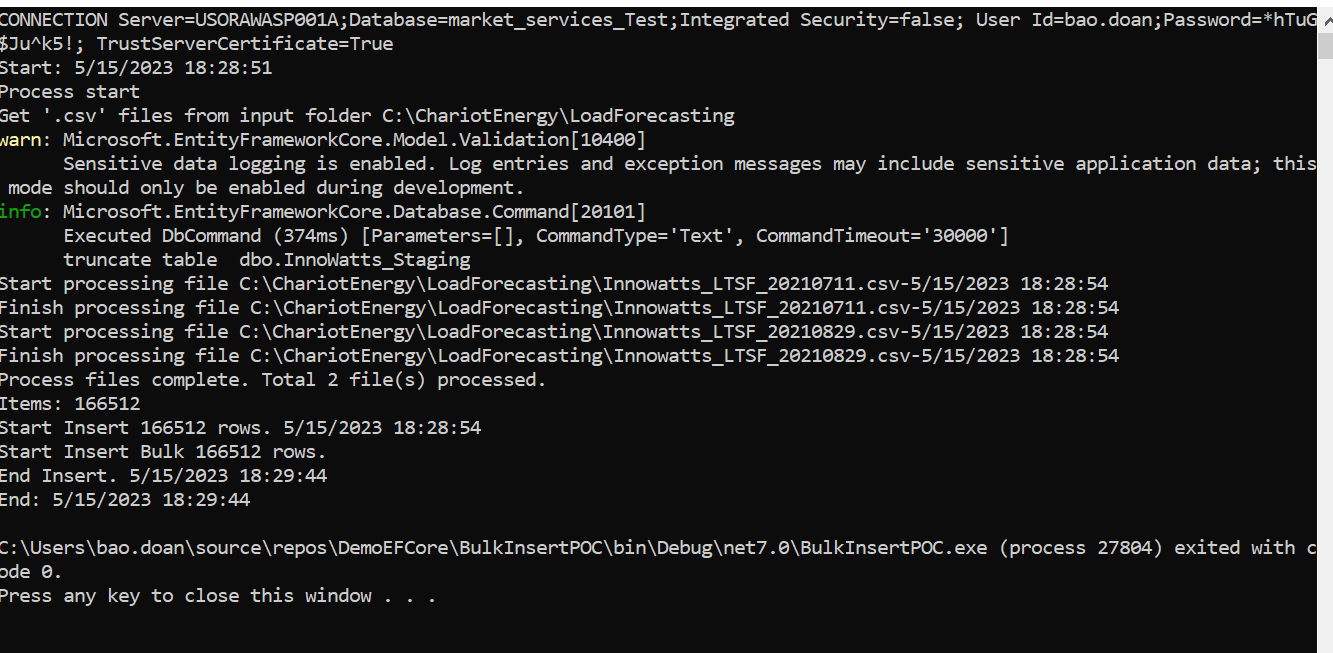 CONNECTION Server=USORAWASP001A;Database=market_services_Test;Integrated Security=false; User Id=bao.doan;Password=*hTuG
$Ju^k5!; TrustServerCertificate=True
Start: 5/15/2023 18:28:51
Process start
Get '.csv' files from input folder C:\ChariotEnergy\LoadForecasting
warn: Microsoft.EntityFrameworkCore.Model.Validation[10400]
Sensitive data logging is enabled. Log entries and exception messages may include sensitive application data; this
mode should only be enabled during development.
info: Microsoft.EntityFrameworkCore.Database.Command[20101]
Executed DbCommand (374ms) [Parameters=[], CommandType='Text', CommandTimeout='30000']
truncate table  dbo.InnoWatts_Staging
Start processing file C:\ChariotEnergy\LoadForecasting\Innowatts_LTSF_20210711.csv-5/15/2023 18:28:54
Finish processing file C:\ChariotEnergy\LoadForecasting\Innowatts_LTSF_20210711.csv-5/15/2023 18:28:54
Start processing file C:\ChariotEnergy\LoadForecasting\Innowatts_LTSF_20210829.csv-5/15/2023 18:28:54
Finish processing file C:\ChariotEnergy\LoadForecasting\Innowatts_LTSF_20210829.csv-5/15/2023 18:28:54
Process files complete. Total 2 file(s) processed.
Items: 166512
Start Insert 166512 rows. 5/15/2023 18:28:54
Start Insert Bulk 166512 rows.
End Insert. 5/15/2023 18:29:44
End: 5/15/2023 18:29:44
C:\Users\bao.doan\source\repos\DemoEFCore\BulkInsertPOC\bin\Debug\net7.0\BulkInsertPOC.exe (process 27804) exited with c
ode 0.
Press any key to close this window . . .